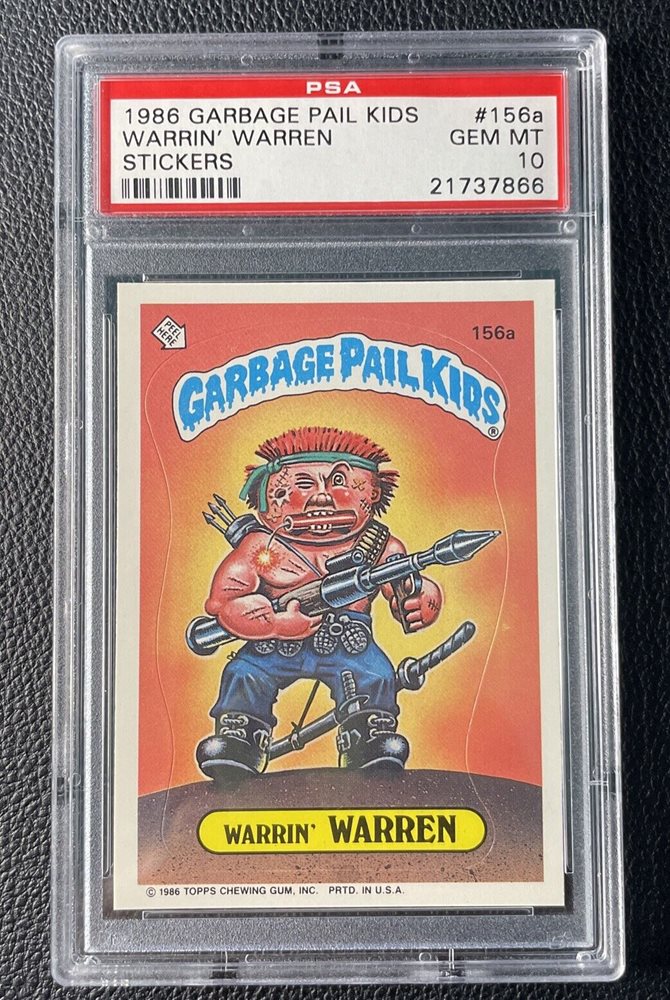 PSA
1986 GARBAGE PAIL KIDS #156a
WARRIN' WARREN GEM MT
STICKERS 10
21737866
PEEL
HERE
156a
GARBAGE PAIL KIDS
®
WARRIN' WARREN
© 1986 TOPPS CHEWING GUM, INC. PRTD. IN U.S.A.